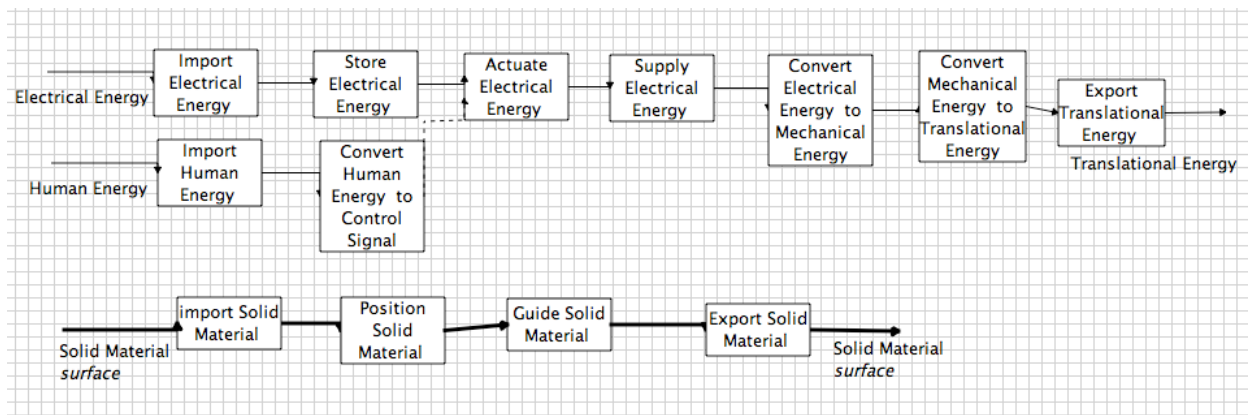 Import
Electrical
Energy
Store
Electrical
Energy
Actuate
Electrical
Energy
Supply
Electrical
Energy
Convert
Electrical
Energy to
Mechanical
Energy
Convert
Mechanical
Energy to
Translational
Energy
Export
Translational
Energy
Electrical Energy
Translational Energy
Import
Human
Energy
Convert
Human
Energy to
Control
Signal
Human Energy
import Solid
Material
Position
Solid
Material
Guide Solid
Material
Export Solid
Material
Solid Material
surface
Solid Material
surface